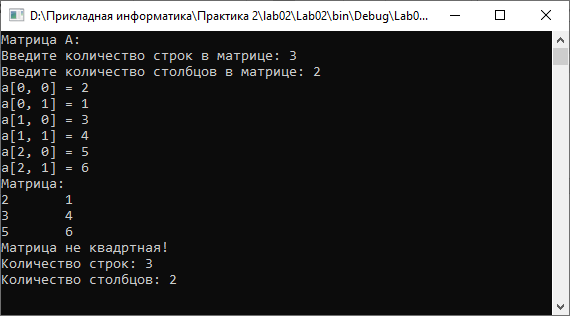 D:\Прикладная информатика\Практика 2\lab02\Lab02\bin\Debug\Lab0...
Матрица А:
Введите количество строк в матрице: 3
Введите количество столбцов в матрице: 2
a[0, 0] = 2
a[0, 1] = 1
a[1, 0] = 3
a[1, 1] = 4
a[2, 0] = 5
a[2, 1] = 6
Матрица:
2 1
3 4
5 6
Матрица не квадртная!
Количество строк: 3
Количество столбцов: 2